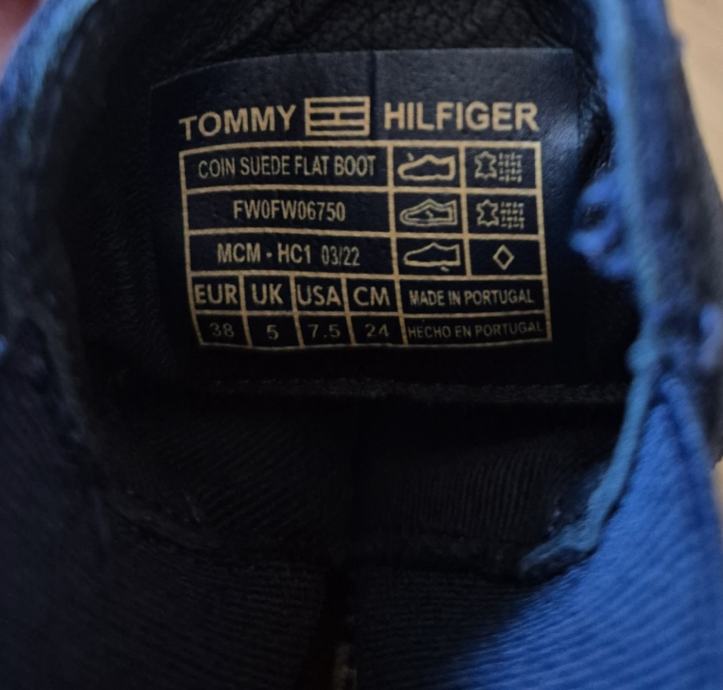 TOMMY HILFIGER
COIN SUEDE FLAT BOOT
FW0FW06750
MCM - HC1 03/22
EUR UK USA CM MADE IN PORTUGAL
38 5 7.5 24 HECHO EN PORTUGAL